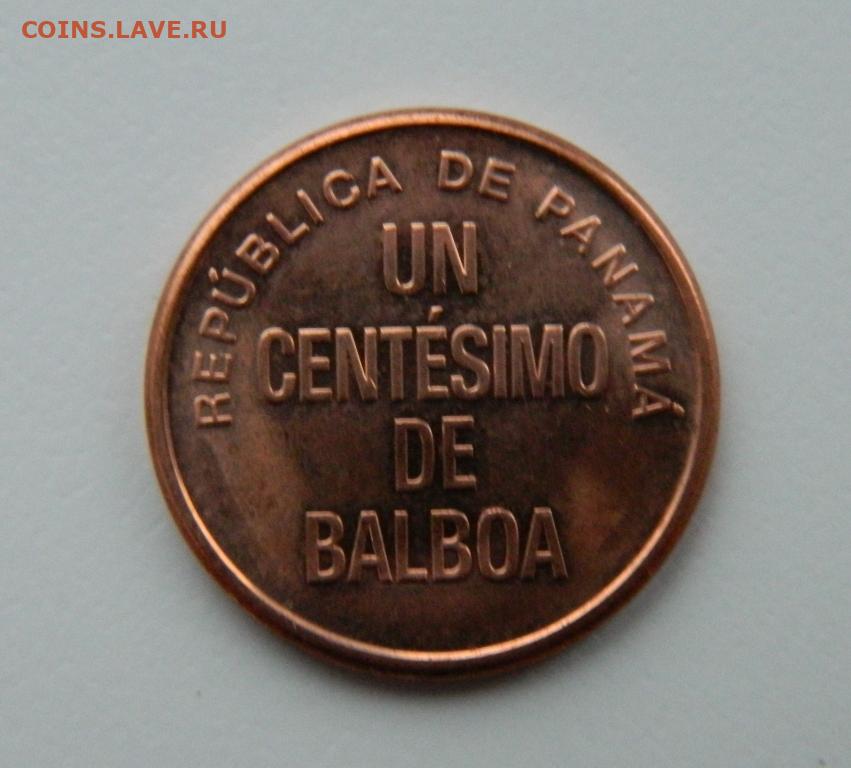 COINS.LAVE.RU
REPÚBLICA DE PANAMÁ
UN
CENTÉSIMO
DE
BALBOA